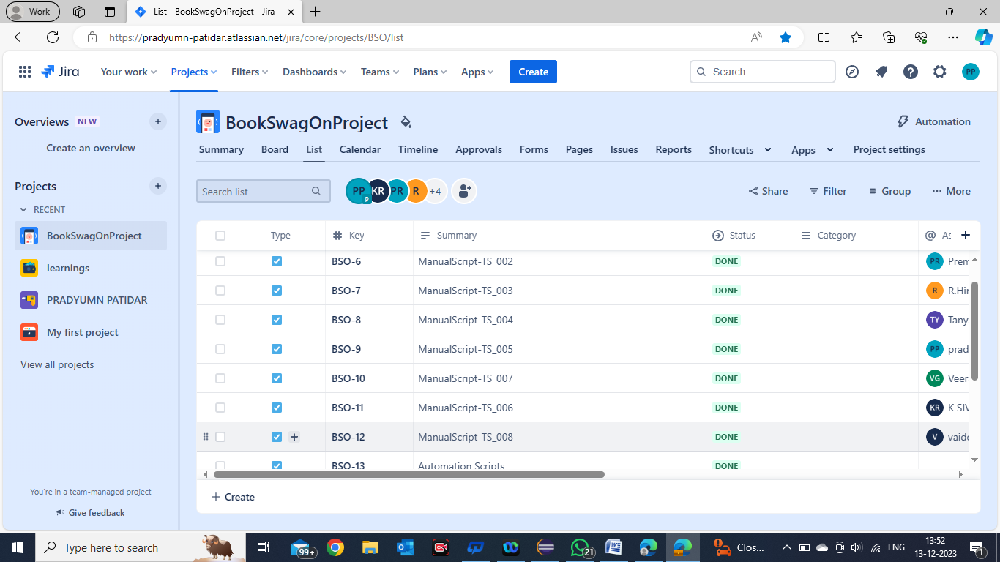 Work
List - BookSwagOnProject - Jira
https://pradyumn-patidar.atlassian.net/jira/core/projects/BSO/list
Jira
Your work
Projects
Filters
Dashboards
Teams
Plans
Apps
Create
Search
PP
Overviews
NEW
Create an overview
Projects
RECENT
BookSwagOnProject
learnings
PRADYUMN PATIDAR
My first project
View all projects
You're in a team-managed project
Give feedback
BookSwagOnProject
Automation
Summary
Board
List
Calendar
Timeline
Approvals
Forms
Pages
Issues
Reports
Shortcuts
Apps
Project settings
Search list
PP
P
KR
PR
R
+4
Share
Filter
Group
More
Type
# Key
Summary
Status
Category
@ As
BSO-6 ManualScript-TS_002 DONE PR Prem
BSO-7 ManualScript-TS_003 DONE R R.Hir
BSO-8 ManualScript-TS_004 DONE TY Tanya
BSO-9 ManualScript-TS_005 DONE PP prad
BSO-10 ManualScript-TS_007 DONE VG Veera
BSO-11 ManualScript-TS_006 DONE KR K SIV
BSO-12 ManualScript-TS_008 DONE V vaide
BSO-13 Automation Scripts DONE
+ Create
Type here to search
99+
21
Clos...
ENG
13:52
13-12-2023
1